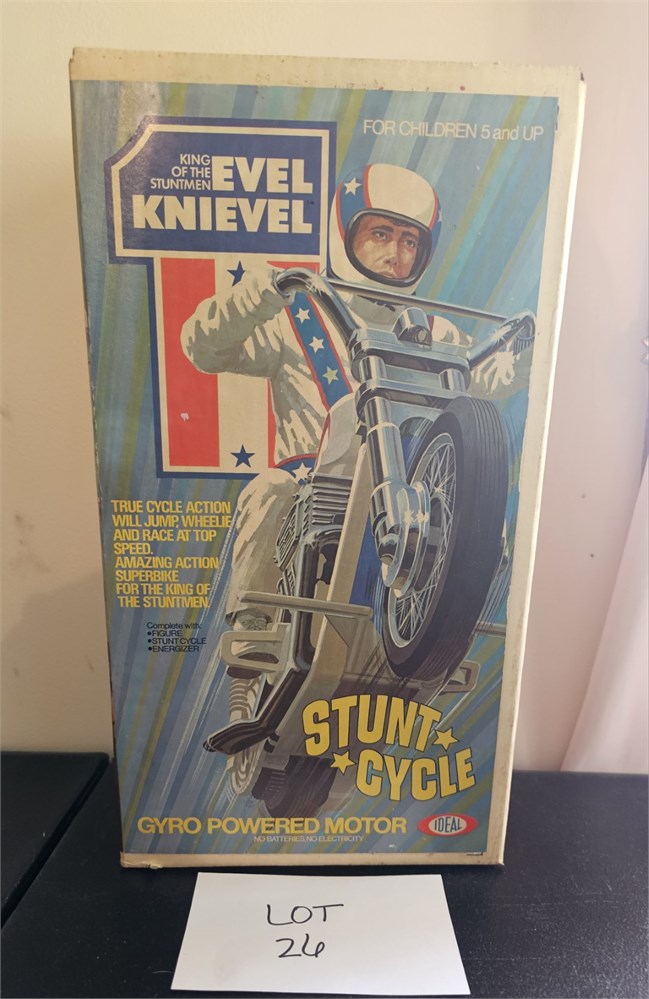 FOR CHILDREN 5 and UP
KING
OF THE
STUNTMEN
EVEL
KNIEVEL
TRUE CYCLE ACTION
WILL JUMP, WHEELIE
AND RACE AT TOP
SPEED.
AMAZING ACTION
SUPERBIKE
FOR THE KING OF
THE STUNTMEN.
Complete with:
•FIGURE
•STUNT CYCLE
•ENERGIZER
STUNT
CYCLE
GYRO POWERED MOTOR
IDEAL
NO BATTERIES, NO ELECTRICITY
LOT
26